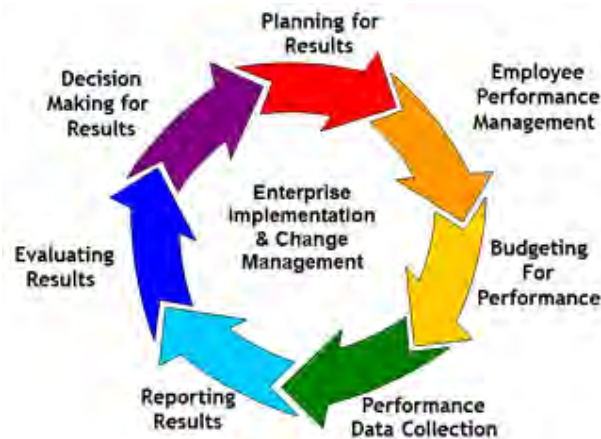 Planning for
Results
Employee
Performance
Management
Budgeting
For
Performance
Performance
Data Collection
Reporting
Results
Evaluating
Results
Decision
Making for
Results
Enterprise
Implementation
& Change
Management